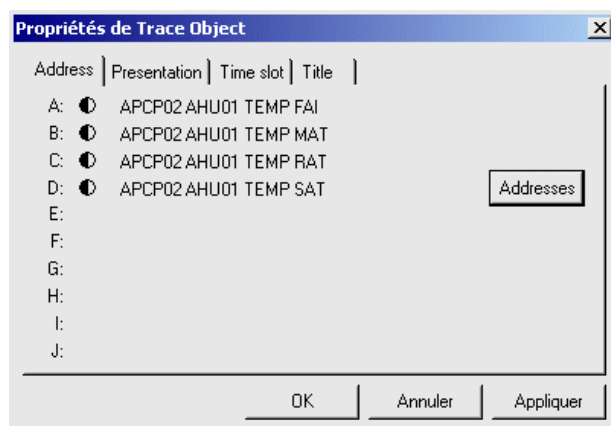 Propriétés de Trace Object
Address Presentation Time slot Title
A: APCP02 AHU01 TEMP FAI
B: APCP02 AHU01 TEMP MAT
C: APCP02 AHU01 TEMP RAT
D: APCP02 AHU01 TEMP SAT
Addresses
E:
F:
G:
H:
I:
J:
OK Annuler Appliquer